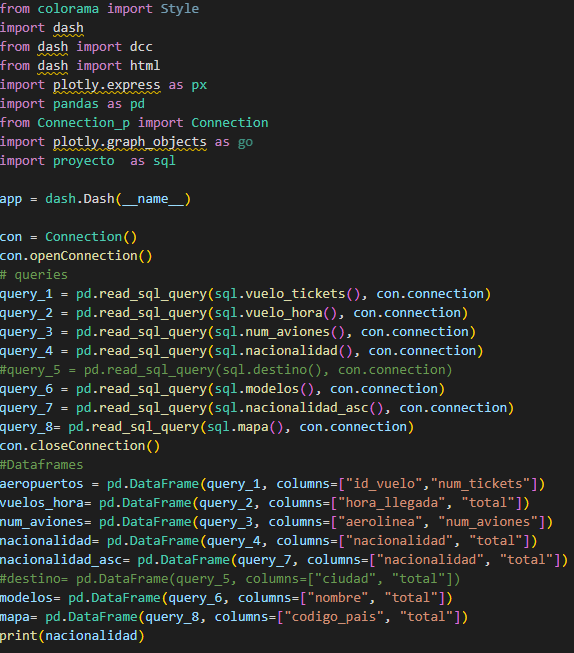 from colorama import Style
import dash
from dash import dcc
from dash import html
import plotly.express as px
import pandas as pd
from Connection_p import Connection
import plotly.graph_objects as go
import proyecto  as sql
app = dash.Dash(__name__)
con = Connection()
con.openConnection()
# queries
query_1 = pd.read_sql_query(sql.vuelo_tickets(), con.connection)
query_2 = pd.read_sql_query(sql.vuelo_hora(), con.connection)
query_3 = pd.read_sql_query(sql.num_aviones(), con.connection)
query_4 = pd.read_sql_query(sql.nacionalidad(), con.connection)
#query_5 = pd.read_sql_query(sql.destino(), con.connection)
query_6 = pd.read_sql_query(sql.modelos(), con.connection)
query_7 = pd.read_sql_query(sql.nacionalidad_asc(), con.connection)
query_8= pd.read_sql_query(sql.mapa(), con.connection)
con.closeConnection()
#Dataframes
aeropuertos = pd.DataFrame(query_1, columns=["id_vuelo","num_tickets"])
vuelos_hora= pd.DataFrame(query_2, columns=["hora_llegada", "total"])
num_aviones= pd.DataFrame(query_3, columns=["aerolinea", "num_aviones"])
nacionalidad= pd.DataFrame(query_4, columns=["nacionalidad", "total"])
nacionalidad_asc= pd.DataFrame(query_7, columns=["nacionalidad", "total"])
#destino= pd.DataFrame(query_5, columns=["ciudad", "total"])
modelos= pd.DataFrame(query_6, columns=["nombre", "total"])
mapa= pd.DataFrame(query_8, columns=["codigo_pais", "total"])
print(nacionalidad)